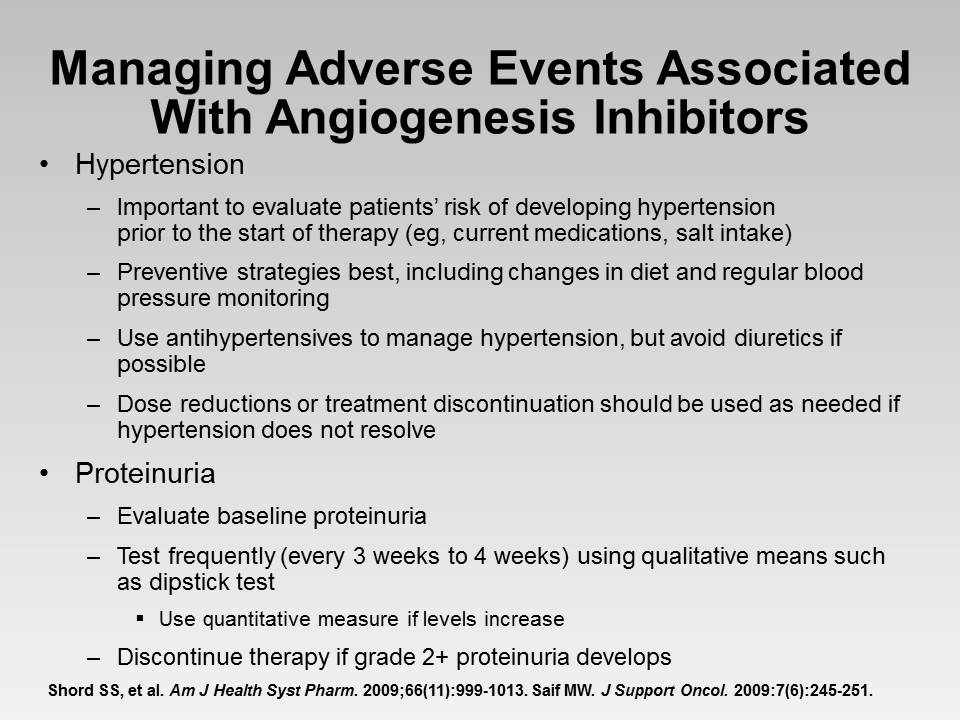 Managing Adverse Events Associated
With Angiogenesis Inhibitors
• Hypertension
– Important to evaluate patients’ risk of developing hypertension
prior to the start of therapy (eg, current medications, salt intake)
– Preventive strategies best, including changes in diet and regular blood
pressure monitoring
– Use antihypertensives to manage hypertension, but avoid diuretics if
possible
– Dose reductions or treatment discontinuation should be used as needed if
hypertension does not resolve
• Proteinuria
– Evaluate baseline proteinuria
– Test frequently (every 3 weeks to 4 weeks) using qualitative means such
as dipstick test
▪ Use quantitative measure if levels increase
– Discontinue therapy if grade 2+ proteinuria develops
Shord SS, et al. Am J Health Syst Pharm. 2009;66(11):999-1013. Saif MW. J Support Oncol. 2009:7(6):245-251.